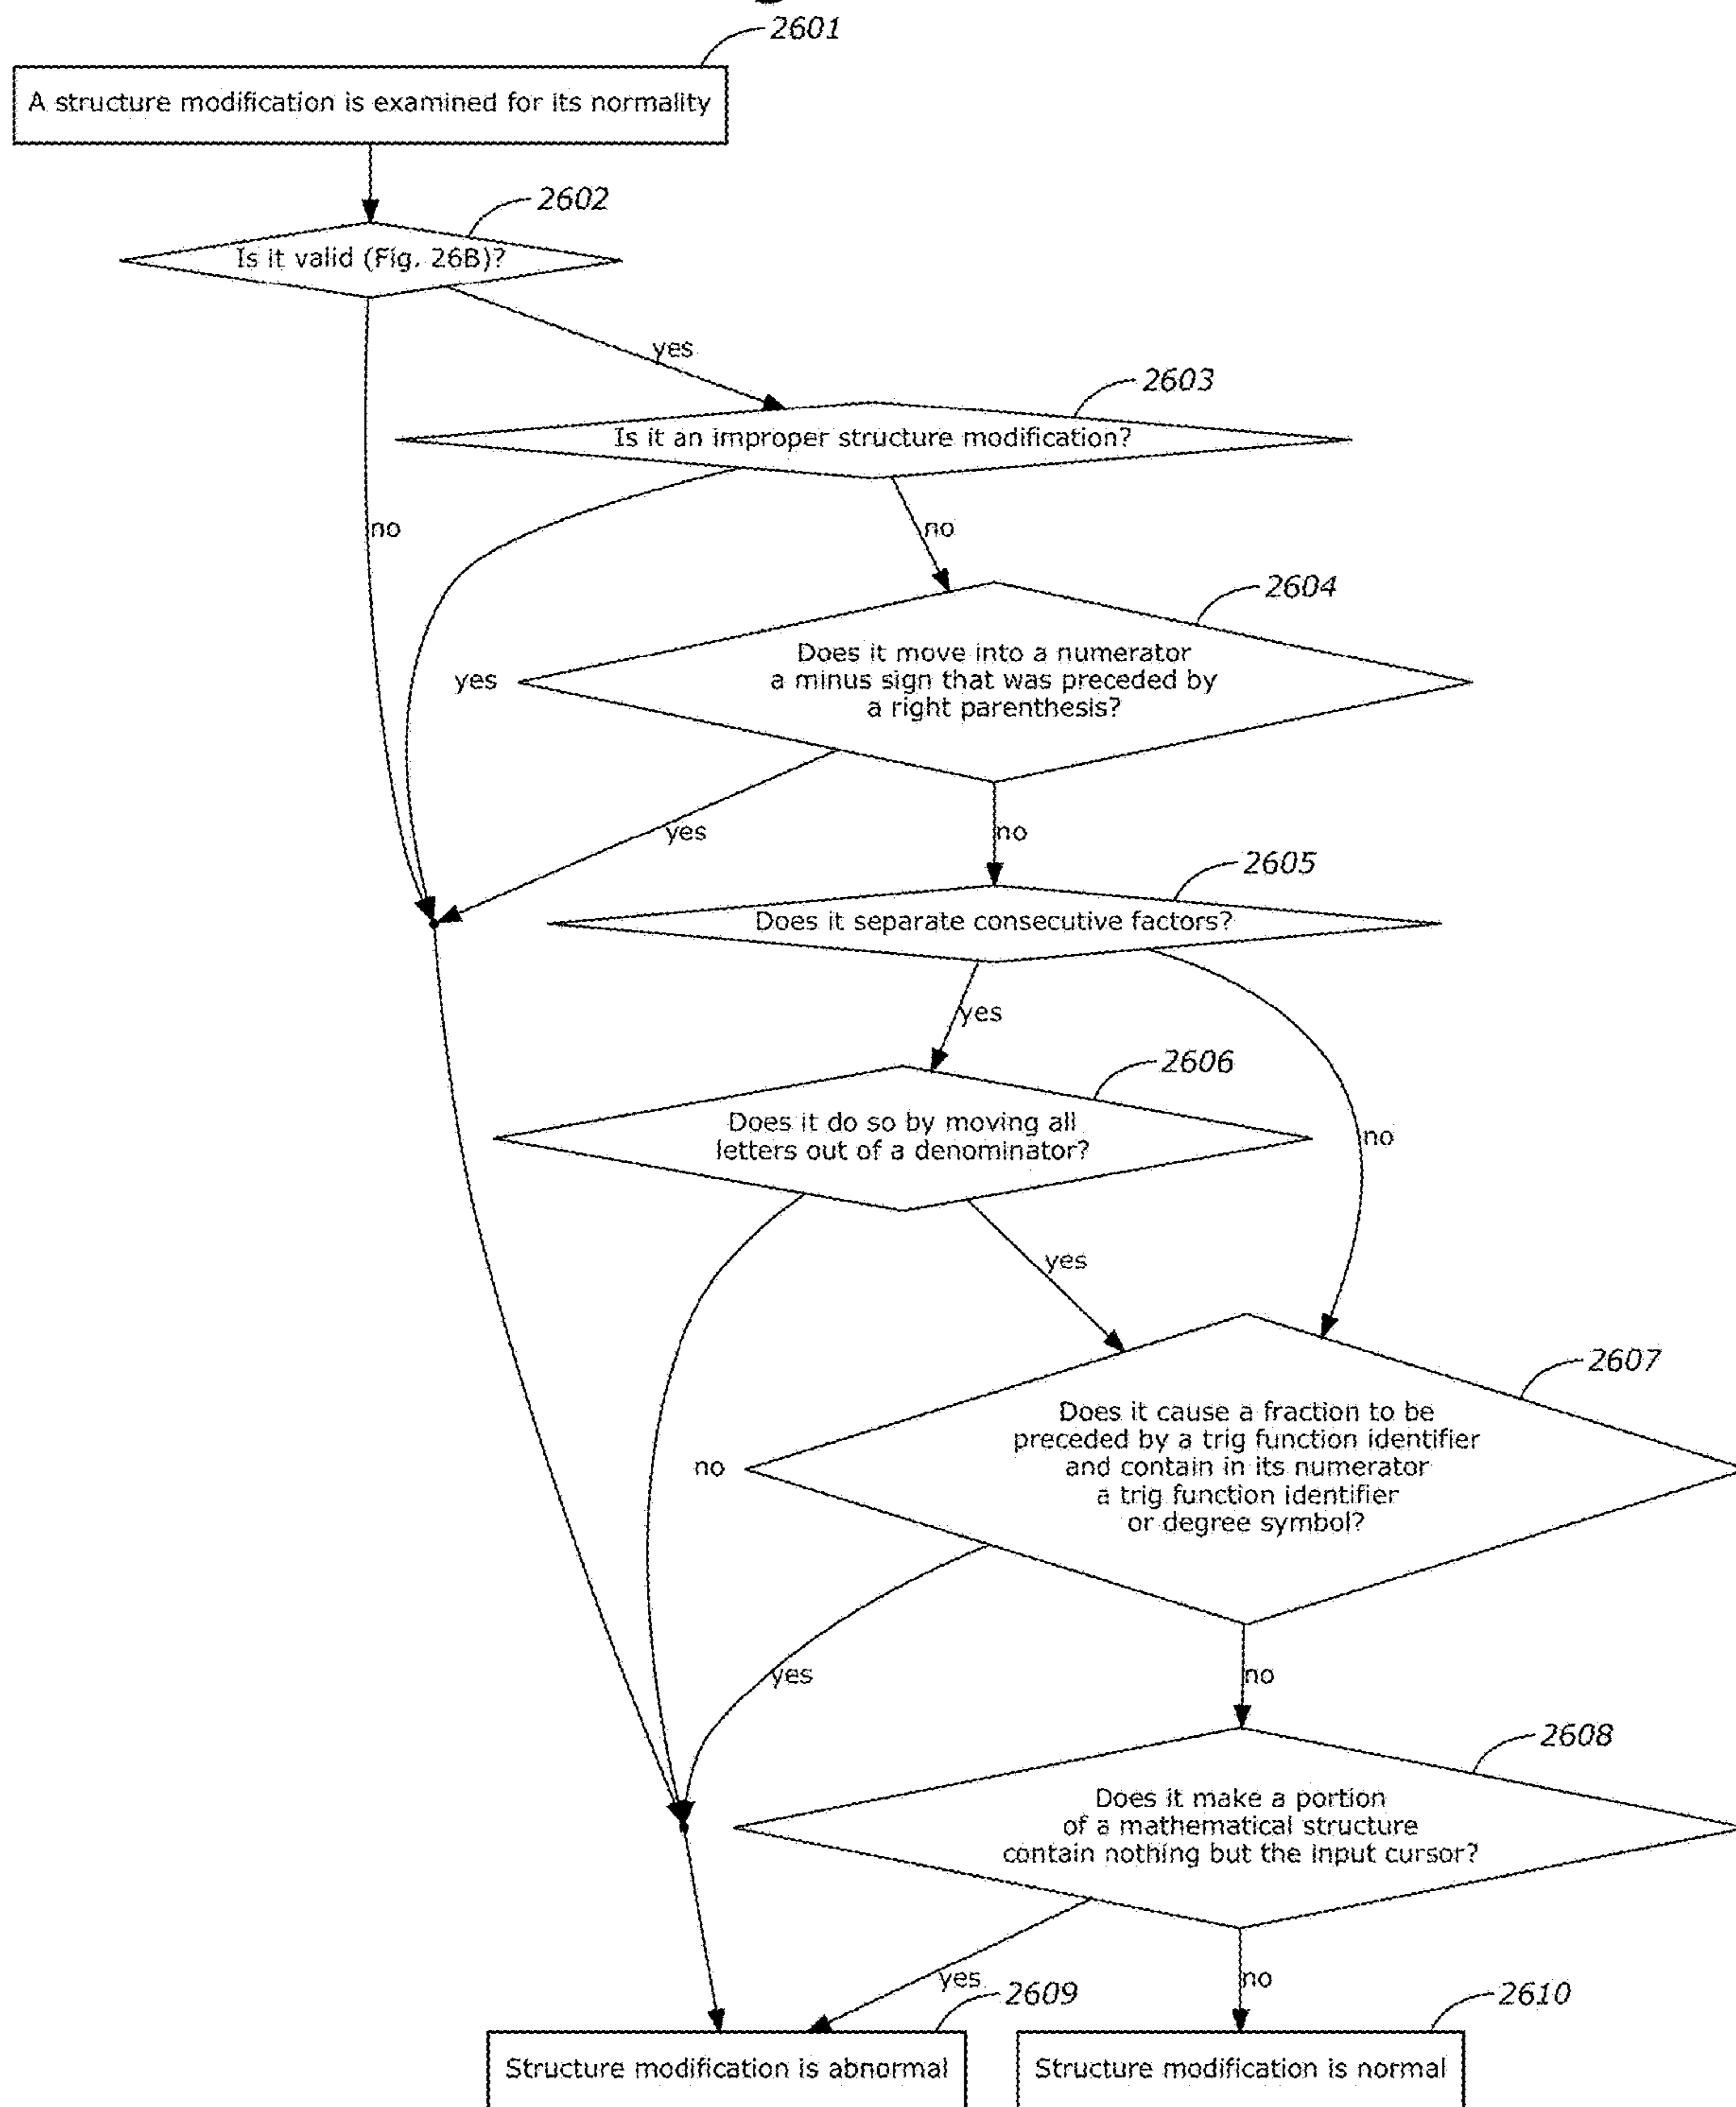 2601
A structure modification is examined for its normality
2602
Is it valid (Fig. 26B)?
yes
2603
Is it an improper structure modification?
no
no
2604
Does it move into a numerator
a minus sign that was preceded by
a right parenthesis?
yes
yes
no
2605
Does it separate consecutive factors?
yes
2606
Does it do so by moving all
letters out of a denominator?
no
yes
2607
Does it cause a fraction to be
preceded by a trig function identifier
and contain in its numerator
a trig function identifier
or degree symbol?
no
yes
no
2608
Does it make a portion
of a mathematical structure
contain nothing but the input cursor?
yes
no
2609
2610
Structure modification is abnormal
Structure modification is normal